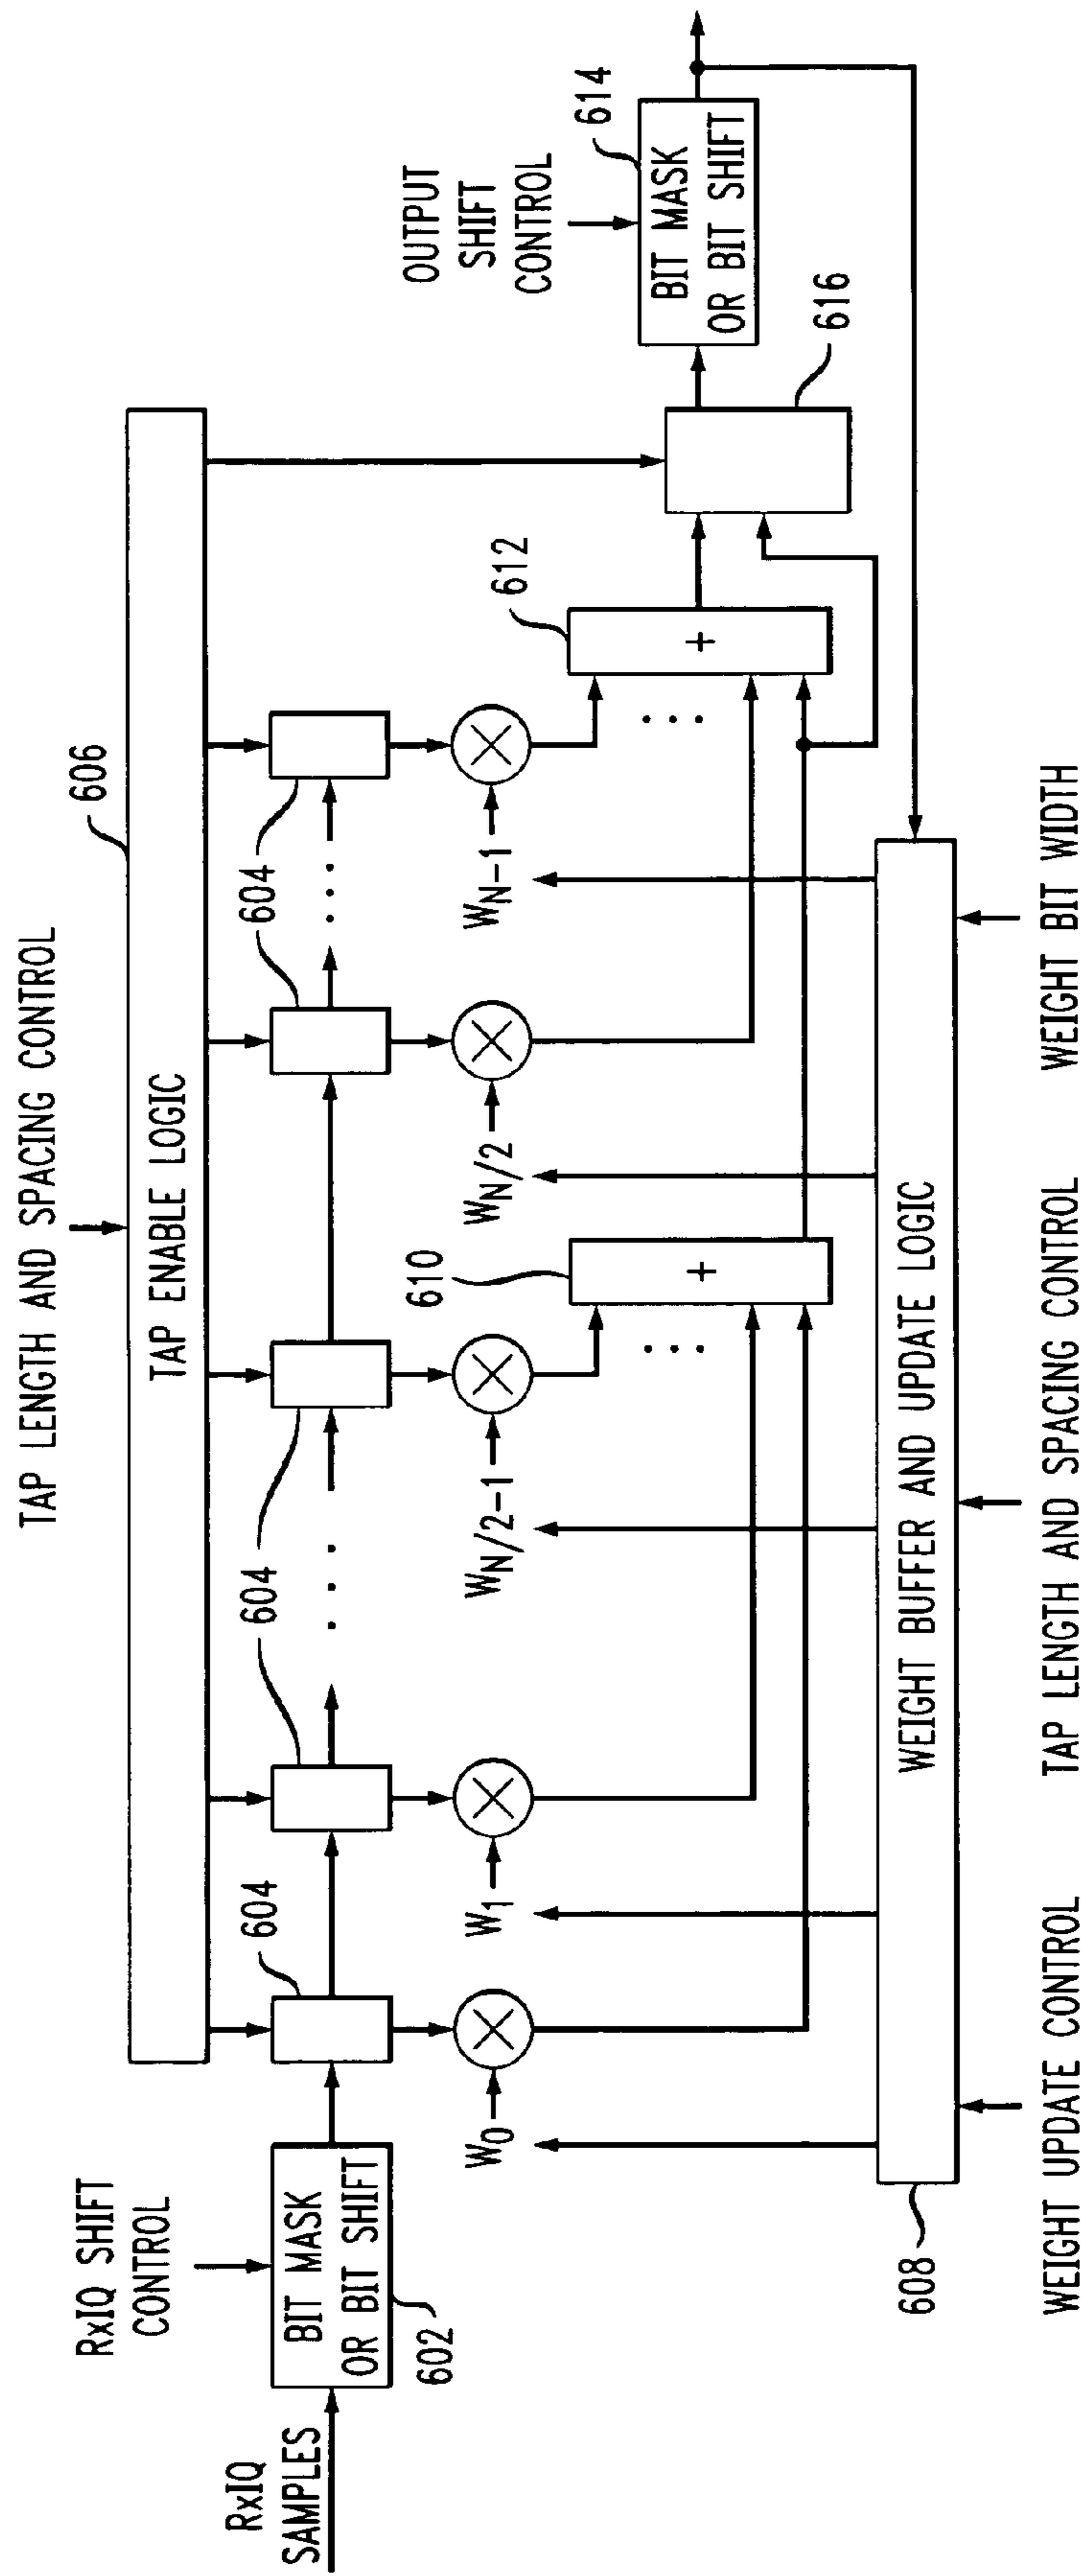 TAP LENGTH AND SPACING CONTROL
606
TAP ENABLE LOGIC
RxIQ SHIFT
CONTROL
RxIQ
SAMPLES
BIT MASK
OR BIT SHIFT
602
604
604
604
604
W0
W1
WN/2-1
WN/2
WN-1
+
610
+
612
...
...
...
...
616
OUTPUT
SHIFT
CONTROL
BIT MASK
OR BIT SHIFT
614
WEIGHT BUFFER AND UPDATE LOGIC
608
WEIGHT UPDATE CONTROL
TAP LENGTH AND SPACING CONTROL
WEIGHT BIT WIDTH